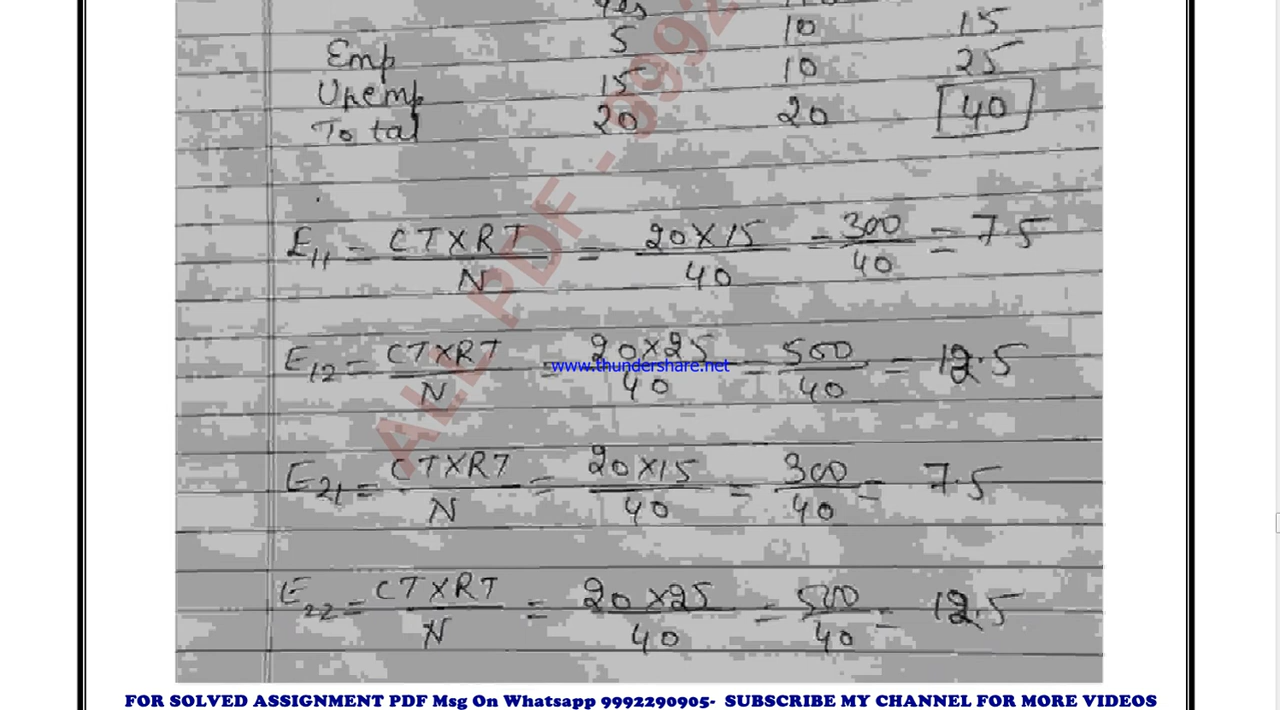 5 10 15
Emp
15 10 25
Unemp
Total 20 20 40
E11 = CT X RT / N = 20 X 15 / 40 = 300 / 40 = 7.5
E12 = CT X RT / N = 20 X 25 / 40 = 500 / 40 = 12.5
www.thundershare.net
E21 = CT X RT / N = 20 X 15 / 40 = 300 / 40 = 7.5
E22 = CT X RT / N = 20 X 25 / 40 = 500 / 40 = 12.5
ALL PDF - 9992
FOR SOLVED ASSIGNMENT PDF Msg On Whatsapp 9992290905- SUBSCRIBE MY CHANNEL FOR MORE VIDEOS